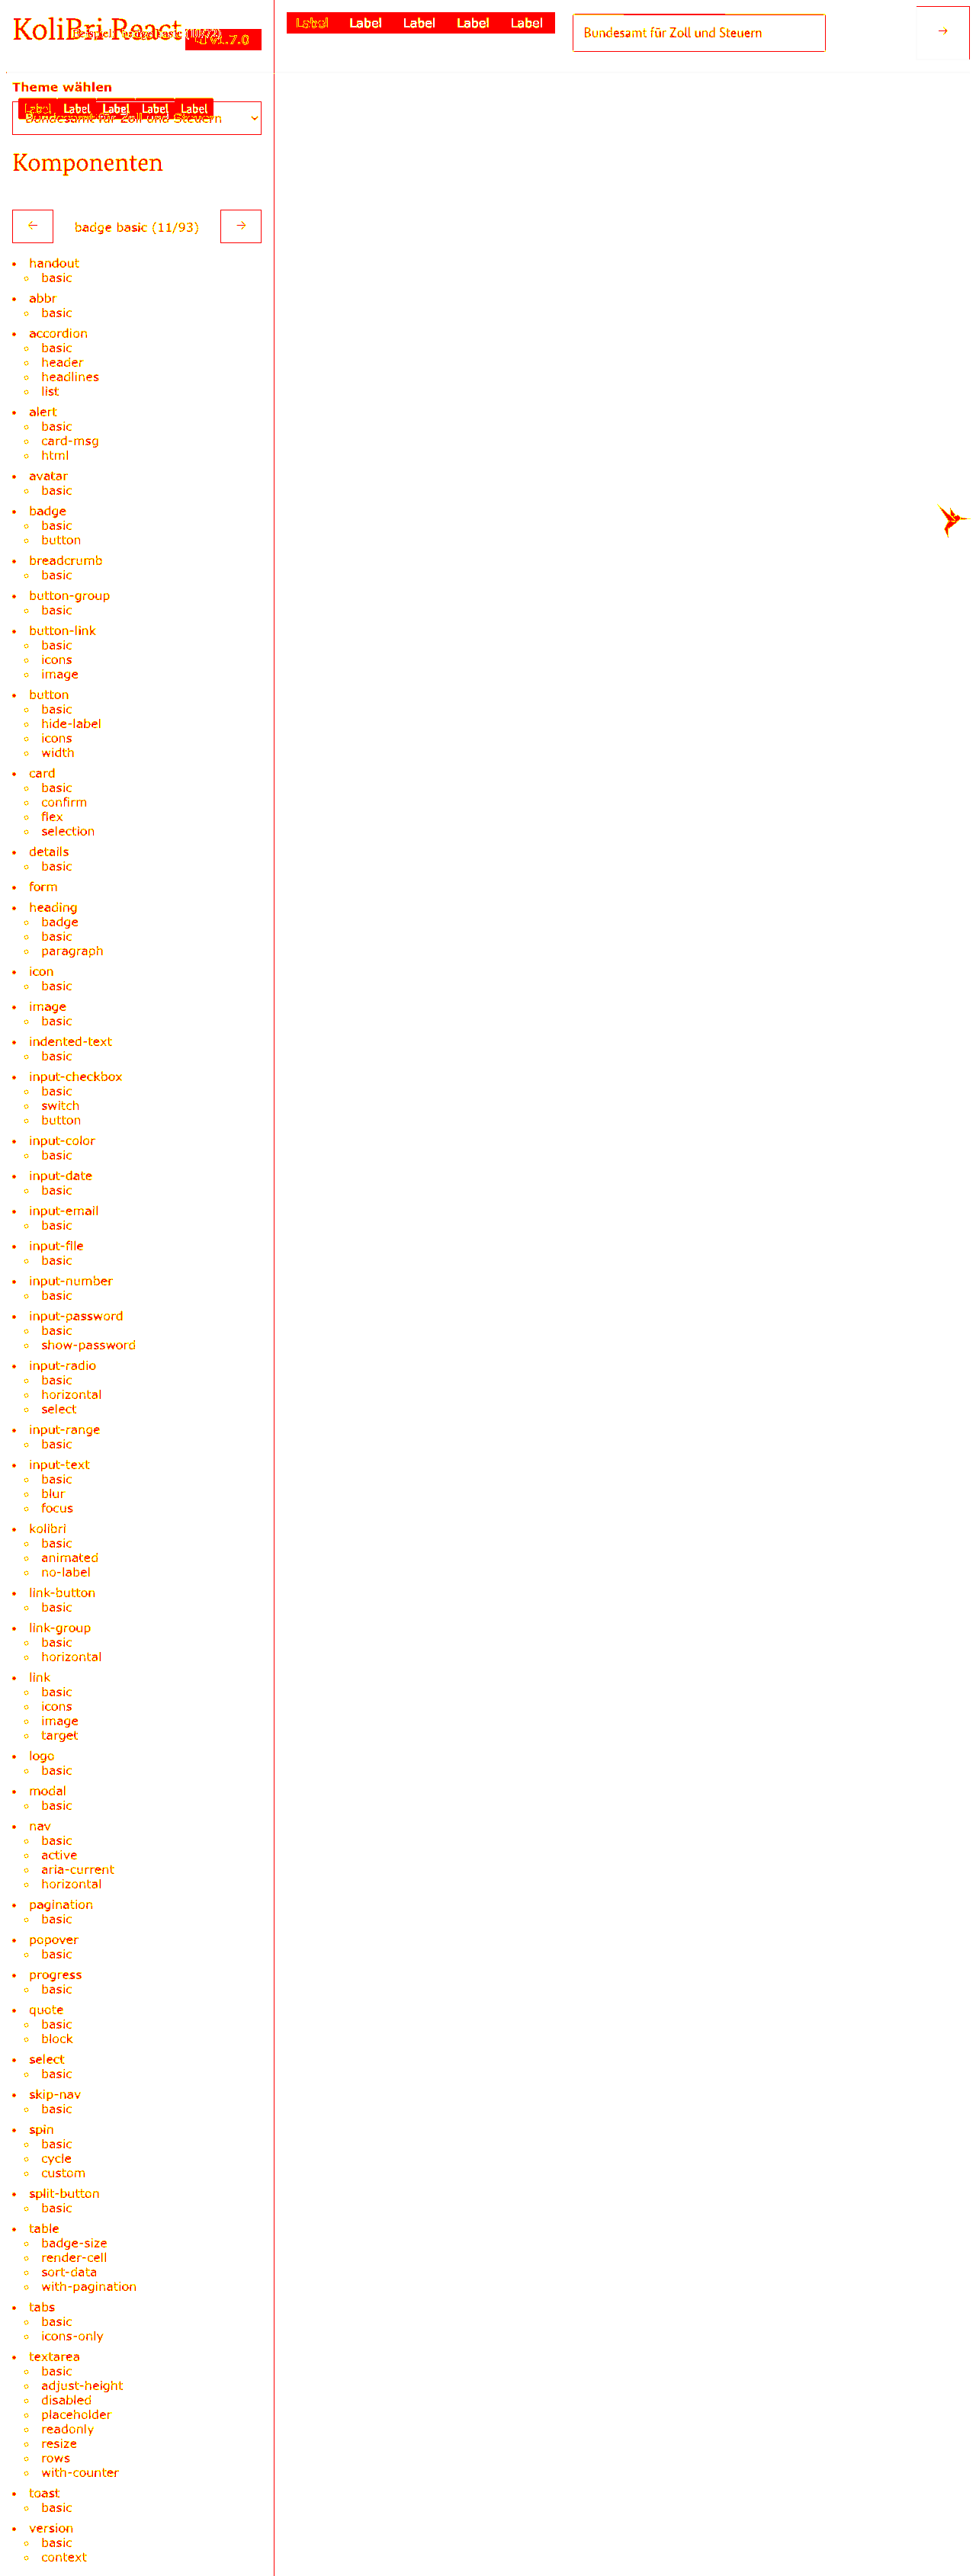 KoliBri React
v1.7.0
Label Label Label Label Label
Bundesamt für Zoll und Steuern
→
Theme wählen
Label Label Label Label Label
Bundesamt für Zoll und Steuern
Komponenten
← badge basic (11/93) →
handout
basic
abbr
basic
accordion
basic
header
headlines
list
alert
basic
card-msg
html
avatar
basic
badge
basic
button
breadcrumb
basic
button-group
basic
button-link
basic
icons
image
button
basic
hide-label
icons
width
card
basic
confirm
flex
selection
details
basic
form
heading
badge
basic
paragraph
icon
basic
image
basic
indented-text
basic
input-checkbox
basic
switch
button
input-color
basic
input-date
basic
input-email
basic
input-file
basic
input-number
basic
input-password
basic
show-password
input-radio
basic
horizontal
select
input-range
basic
input-text
basic
blur
focus
kolibri
basic
animated
no-label
link-button
basic
link-group
basic
horizontal
link
basic
icons
image
target
logo
basic
modal
basic
nav
basic
active
aria-current
horizontal
pagination
basic
popover
basic
progress
basic
quote
basic
block
select
basic
skip-nav
basic
spin
basic
cycle
custom
split-button
basic
table
badge-size
render-cell
sort-data
with-pagination
tabs
basic
icons-only
textarea
basic
adjust-height
disabled
placeholder
readonly
resize
rows
with-counter
toast
basic
version
basic
context